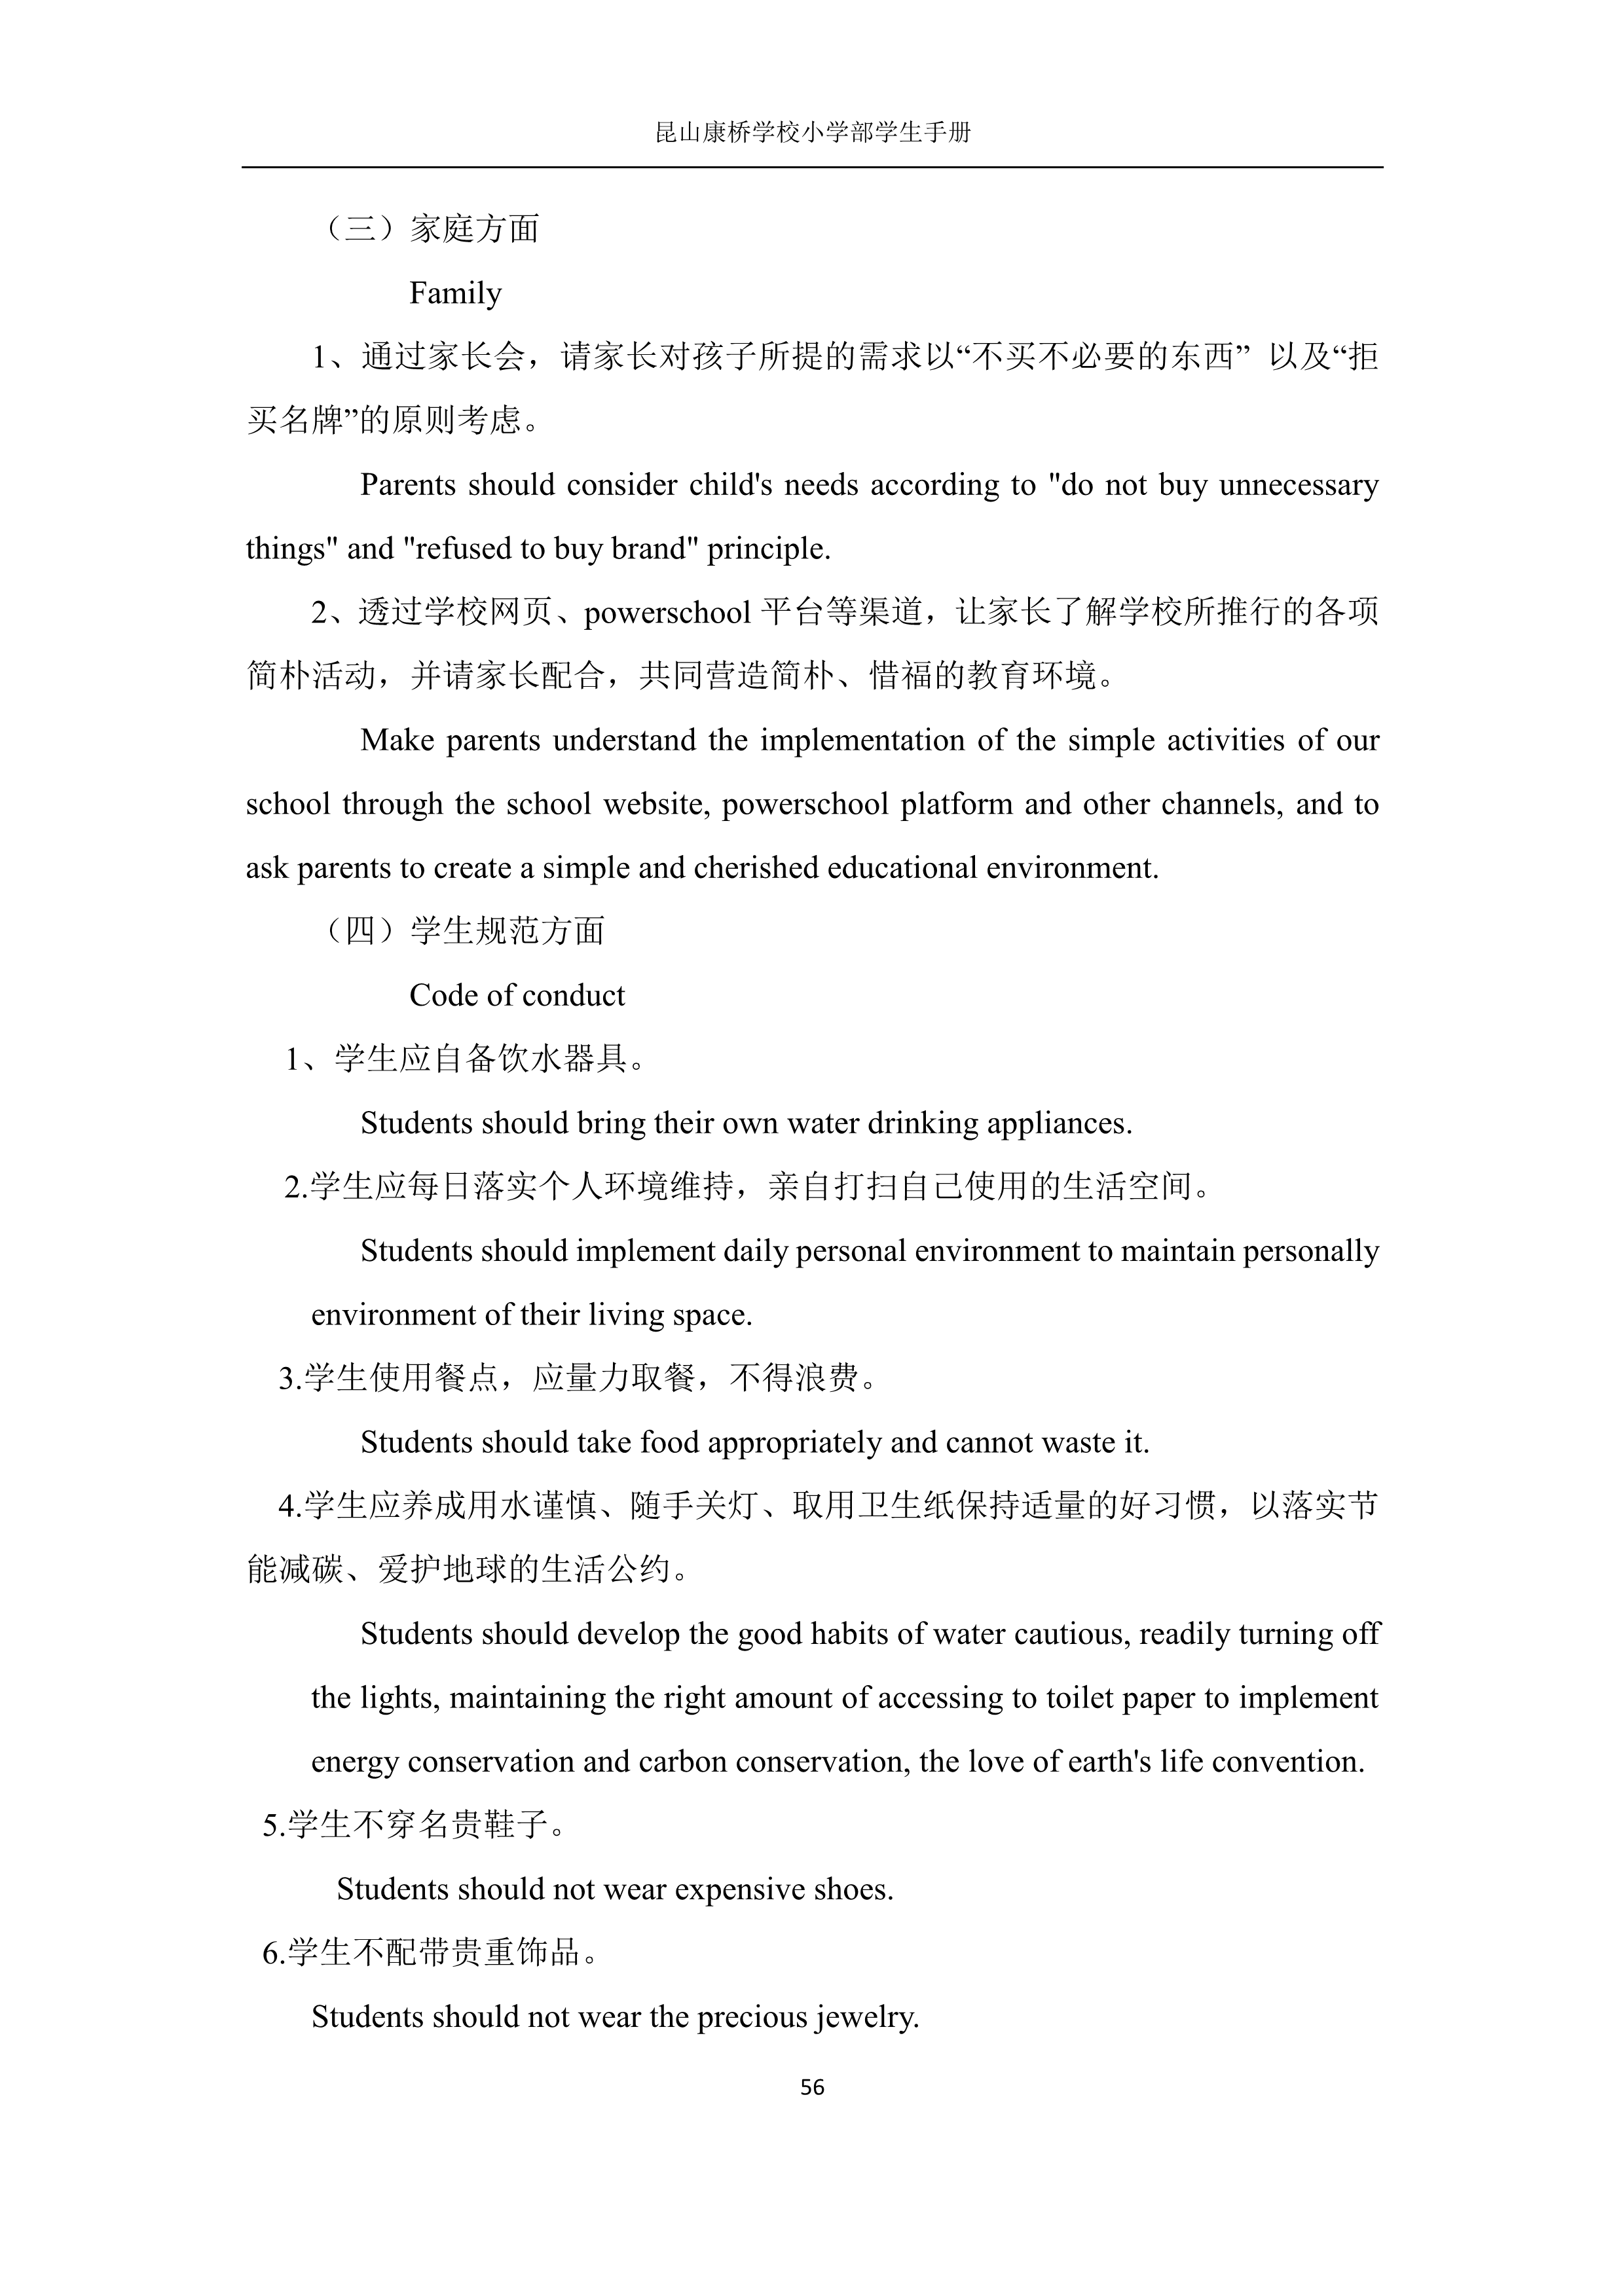 昆山康桥学校小学部学生手册
（三）家庭方面
Family
1、通过家长会，请家长对孩子所提的需求以“不买不必要的东西” 以及“拒
买名牌”的原则考虑。
Parents should consider child's needs according to "do not buy unnecessary
things" and "refused to buy brand" principle.
2、透过学校网页、powerschool 平台等渠道，让家长了解学校所推行的各项
简朴活动，并请家长配合，共同营造简朴、惜福的教育环境。
Make parents understand the implementation of the simple activities of our
school through the school website, powerschool platform and other channels, and to
ask parents to create a simple and cherished educational environment.
（四）学生规范方面
Code of conduct
1、学生应自备饮水器具。
Students should bring their own water drinking appliances.
2.学生应每日落实个人环境维持，亲自打扫自己使用的生活空间。
Students should implement daily personal environment to maintain personally
environment of their living space.
3.学生使用餐点，应量力取餐，不得浪费。
Students should take food appropriately and cannot waste it.
4.学生应养成用水谨慎、随手关灯、取用卫生纸保持适量的好习惯，以落实节
能减碳、爱护地球的生活公约。
Students should develop the good habits of water cautious, readily turning off
the lights, maintaining the right amount of accessing to toilet paper to implement
energy conservation and carbon conservation, the love of earth's life convention.
5.学生不穿名贵鞋子。
Students should not wear expensive shoes.
6.学生不配带贵重饰品。
Students should not wear the precious jewelry.
56